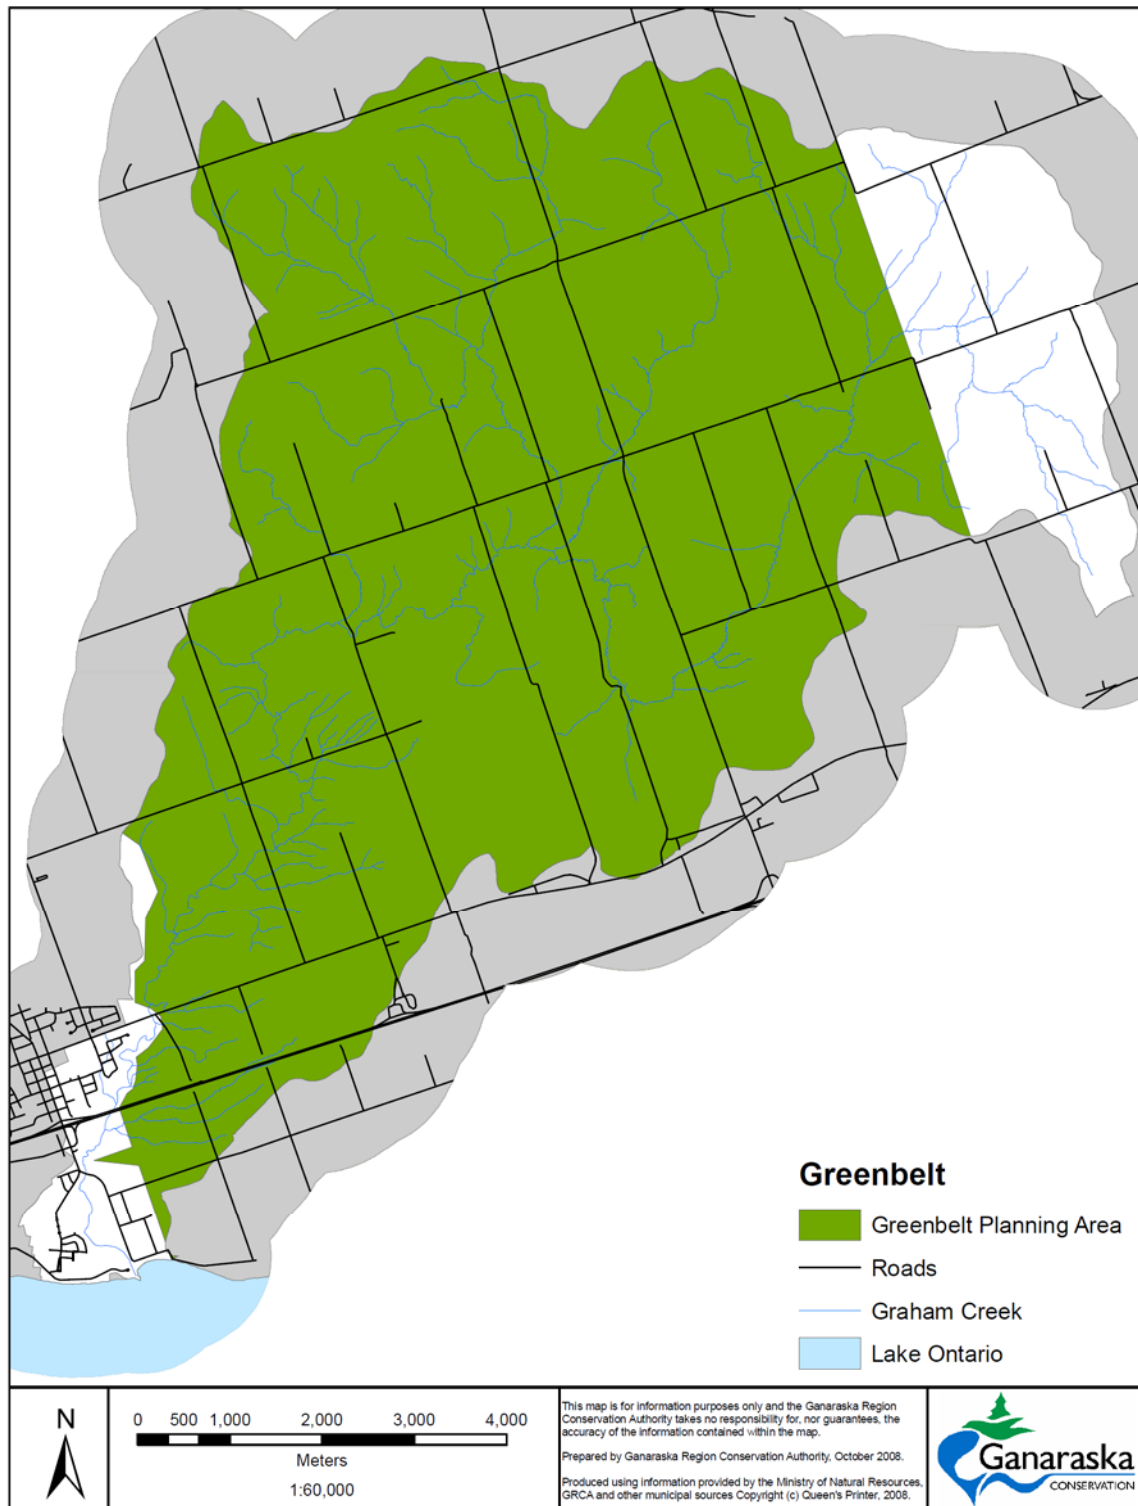 Greenbelt
Greenbelt Planning Area
Roads
Graham Creek
Lake Ontario
N
0 500 1,000 2,000 3,000 4,000
Meters
1:60,000
This map is for information purposes only and the Ganaraska Region
Conservation Authority takes no responsibility for, nor guarantees, the
accuracy of the information contained within the map.
Prepared by Ganaraska Region Conservation Authority, October 2008.
Produced using information provided by the Ministry of Natural Resources,
GRCA and other municipal sources Copyright (c) Queen's Printer, 2008.
Ganaraska
CONSERVATION